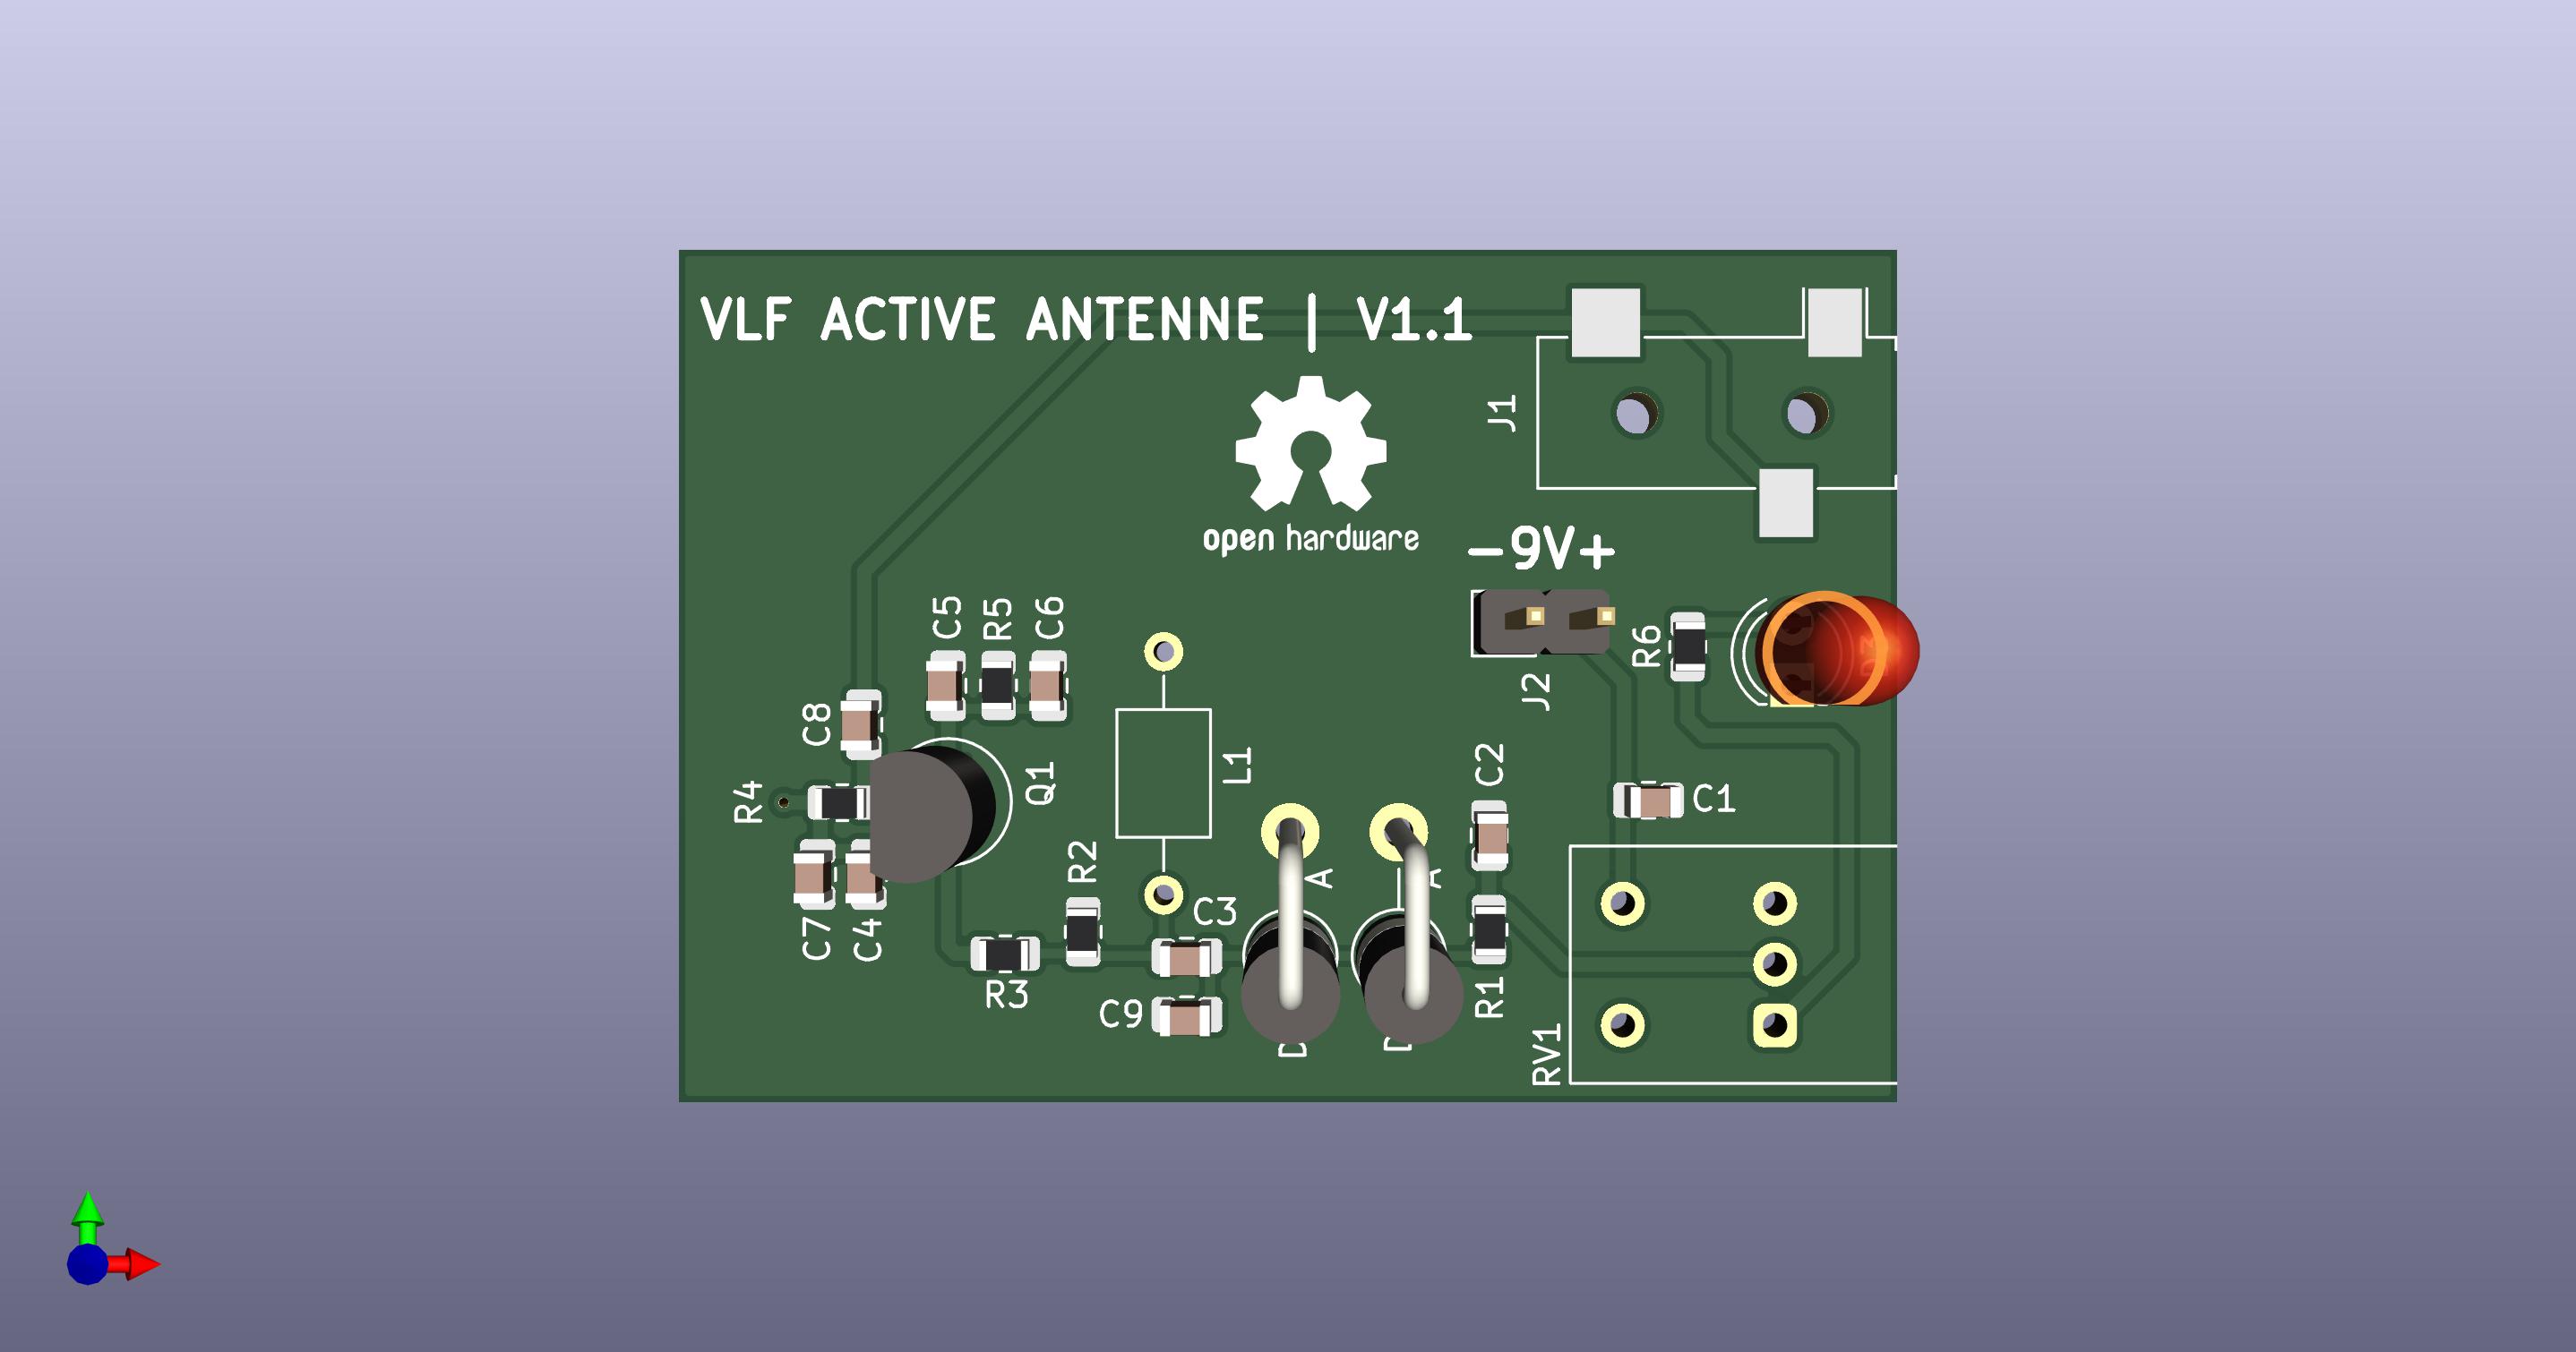 VLF ACTIVE ANTENNE | V1.1
J1
open hardware
-9V+
C5
R5
C6
R6
J2
C8
L1
Q1
C2
R4
C1
R2
A
A
C3
C7
C4
R3
C9
R1
RV1